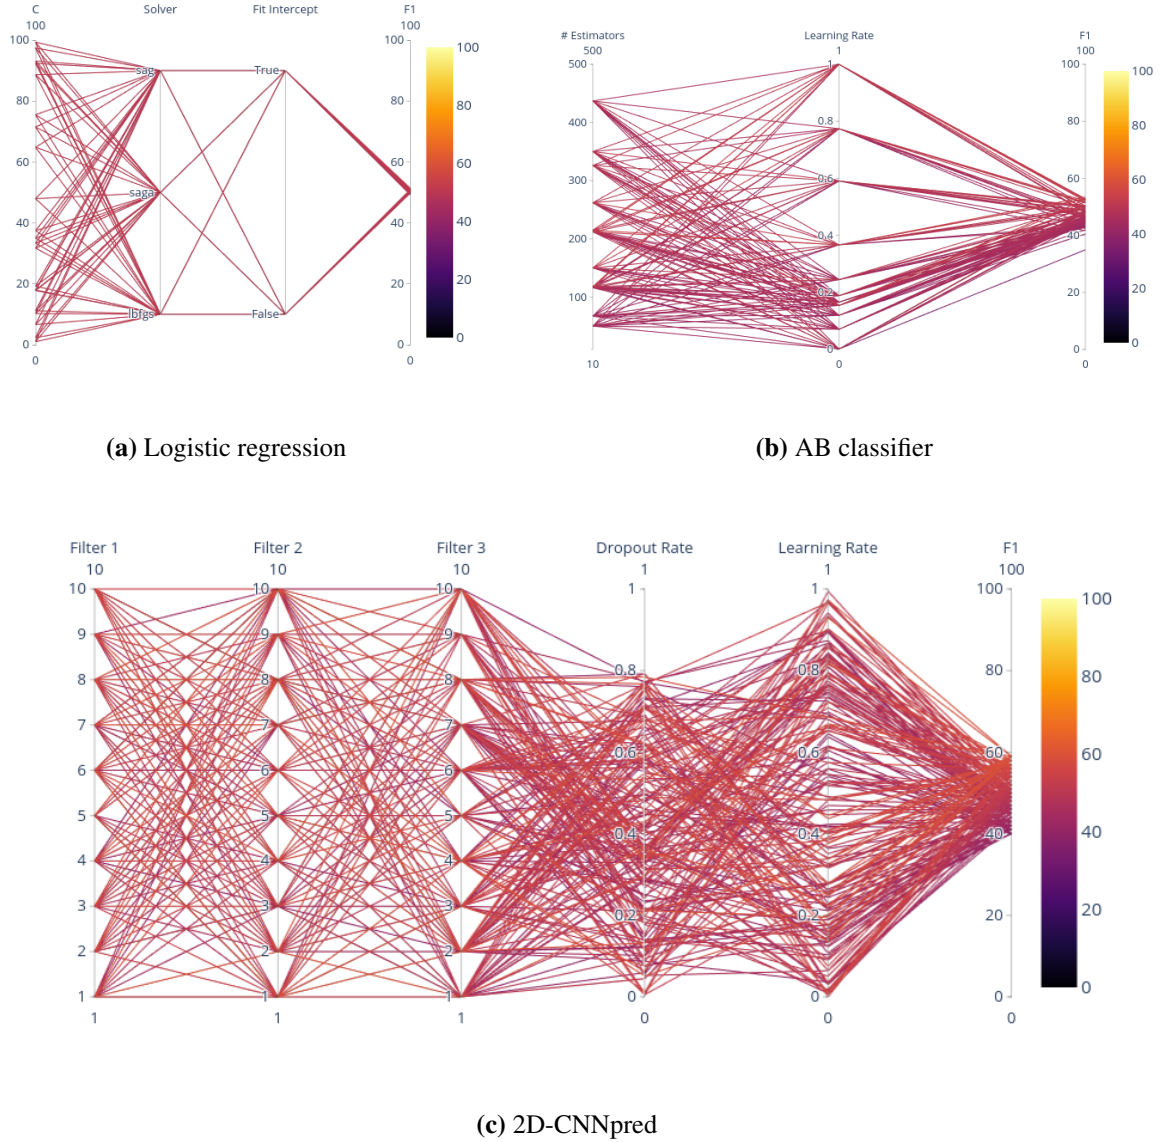 C Solver Fit Intercept F1
100 100
100 100 100
sag True
80 80 80
60 60 60
saga
40 40 40
20 20 20
lbfgs False
0 0 0
0 0
# Estimators Learning Rate F1
500 1 100
500 1 100 100
400 0.8 80 80
300 0.6 60 60
200 0.4 40 40
100 0.2 20 20
0 0 0
10 0 0
(a) Logistic regression
(b) AB classifier
Filter 1 Filter 2 Filter 3 Dropout Rate Learning Rate F1
10 10 10 1 1 100
10 10 10 1 1 100 100
9 9 9
8 8 8 0.8 0.8 80 80
7 7 7
6 6 6 0.6 0.6 60 60
5 5 5
4 4 4 0.4 0.4 40 40
3 3 3
2 2 2 0.2 0.2 20 20
1 1 1 0 0 0 0
1 1 1 0 0 0
(c) 2D-CNNpred